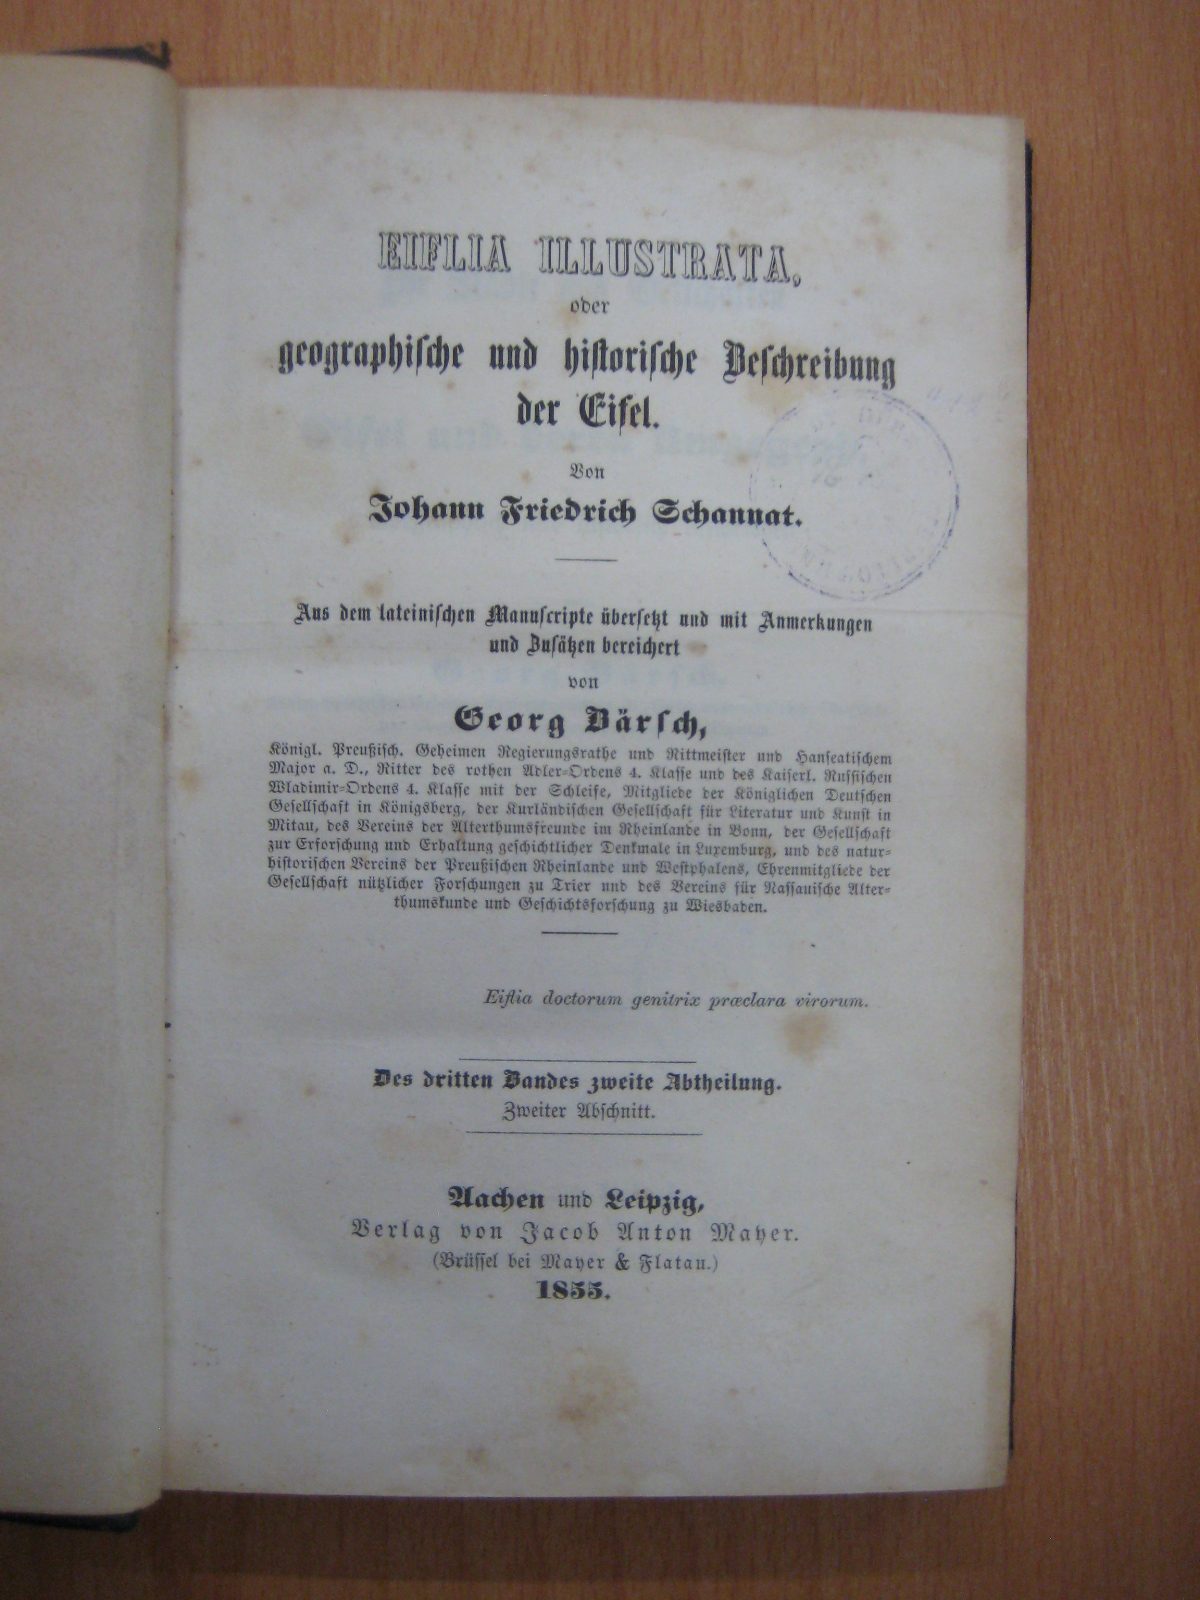 EIFLIA ILLUSTRATA,
oder
geographische und historische Beschreibung
der Eifel.
Von
Johann Friedrich Schannat.
Aus dem lateinischen Manuscripte übersetzt und mit Anmerkungen
und Zusätzen bereichert
von
Georg Bärsch,
Königl. Preußisch. Geheimen Regierungsrathe und Rittmeister und Hanseatischem
Major a. D., Ritter des rothen Adler-Ordens 4. Klasse und des Kaiserl. Russischen
Wladimir-Ordens 4. Klasse mit der Schleife, Mitgliede der Königlichen Deutschen
Gesellschaft in Königsberg, der Kurländischen Gesellschaft für Literatur und Kunst in
Mitau, des Vereins der Alterthumsfreunde im Rheinlande in Bonn, der Gesellschaft
zur Erforschung und Erhaltung geschichtlicher Denkmale in Luxemburg, und des natur-
historischen Vereins der Preußischen Rheinlande und Westphalens, Ehrenmitgliede der
Gesellschaft nützlicher Forschungen zu Trier und des Vereins für Nassauische Alter-
thumskunde und Geschichtsforschung zu Wiesbaden.
Eiflia doctorum genitrix præclara virorum.
Des dritten Bandes zweite Abtheilung.
Zweiter Abschnitt.
Aachen und Leipzig,
Verlag von Jacob Anton Mayer.
(Brüssel bei Mayer & Flatau.)
1855.